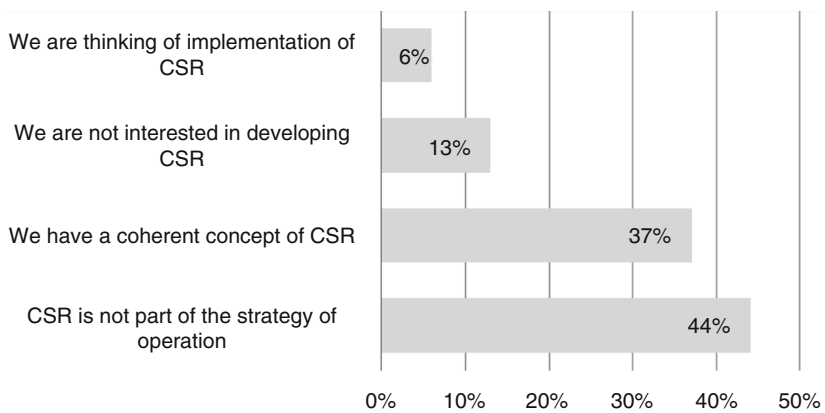 We are thinking of implementation of
CSR
6%
We are not interested in developing
CSR
13%
We have a coherent concept of CSR
37%
CSR is not part of the strategy of
operation
44%
0% 10% 20% 30% 40% 50%